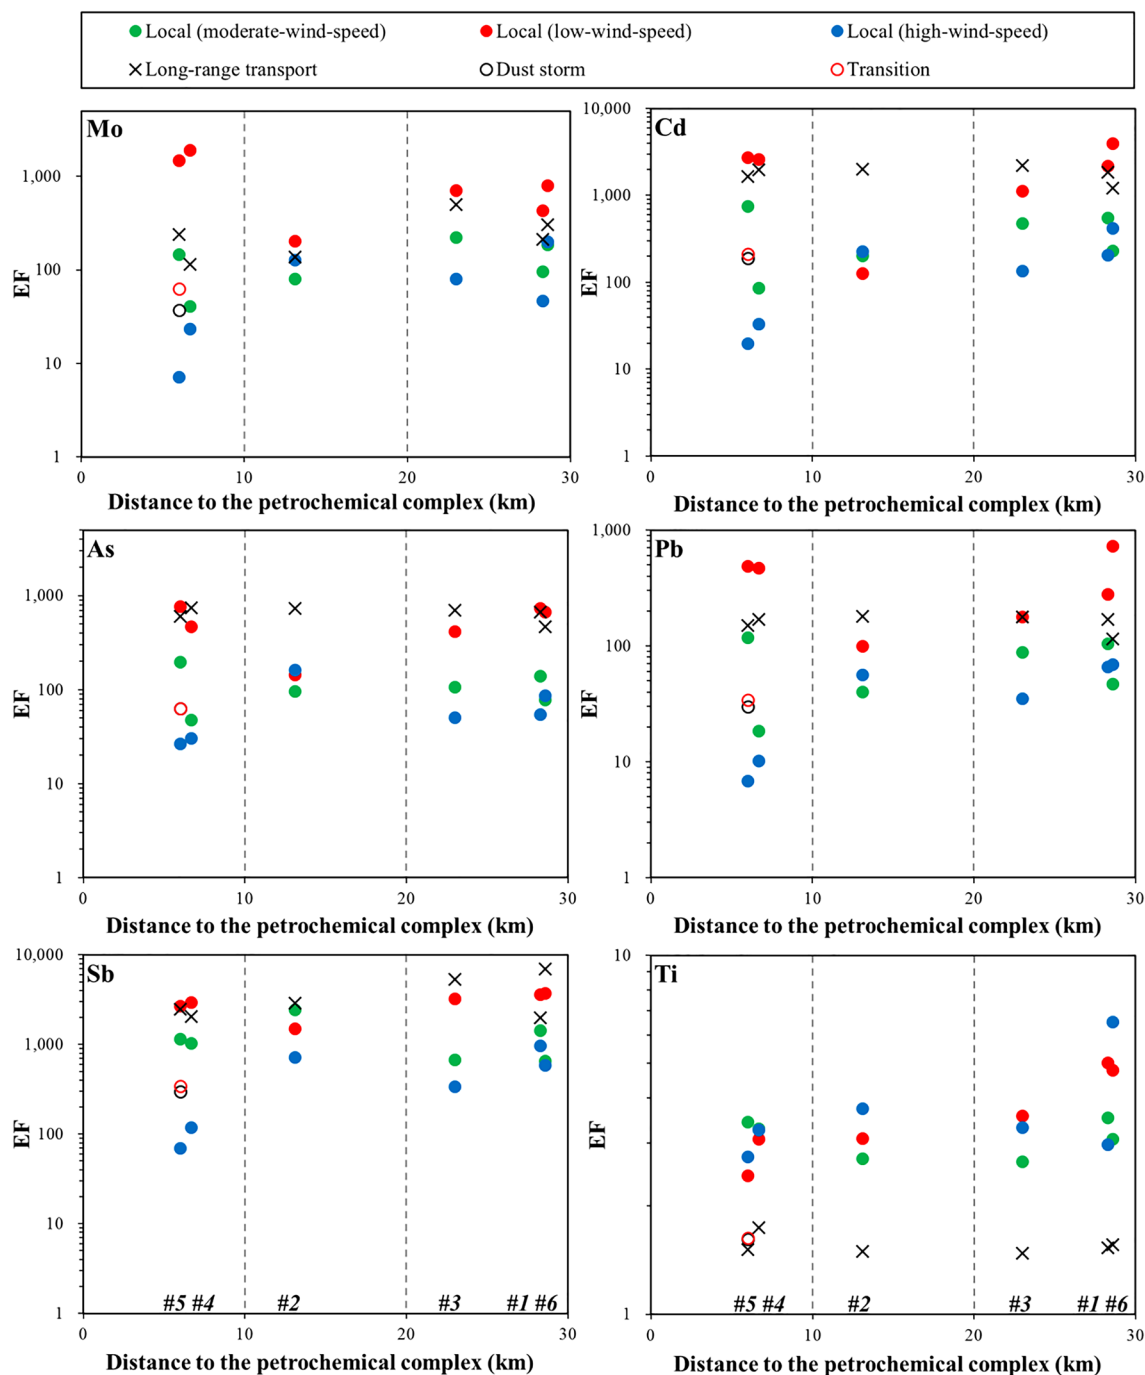 Local (moderate-wind-speed) Local (low-wind-speed) Local (high-wind-speed)
Long-range transport Dust storm Transition
Mo
EF
1,000
100
10
1
0 10 20 30
Distance to the petrochemical complex (km)
Cd
EF
10,000
1,000
100
10
1
0 10 20 30
Distance to the petrochemical complex (km)
As
EF
1,000
100
10
1
0 10 20 30
Distance to the petrochemical complex (km)
Pb
EF
1,000
100
10
1
0 10 20 30
Distance to the petrochemical complex (km)
Sb
EF
10,000
1,000
100
10
1
#5 #4 #2 #3 #1 #6
0 10 20 30
Distance to the petrochemical complex (km)
Ti
EF
10
1
#5 #4 #2 #3 #1 #6
0 10 20 30
Distance to the petrochemical complex (km)